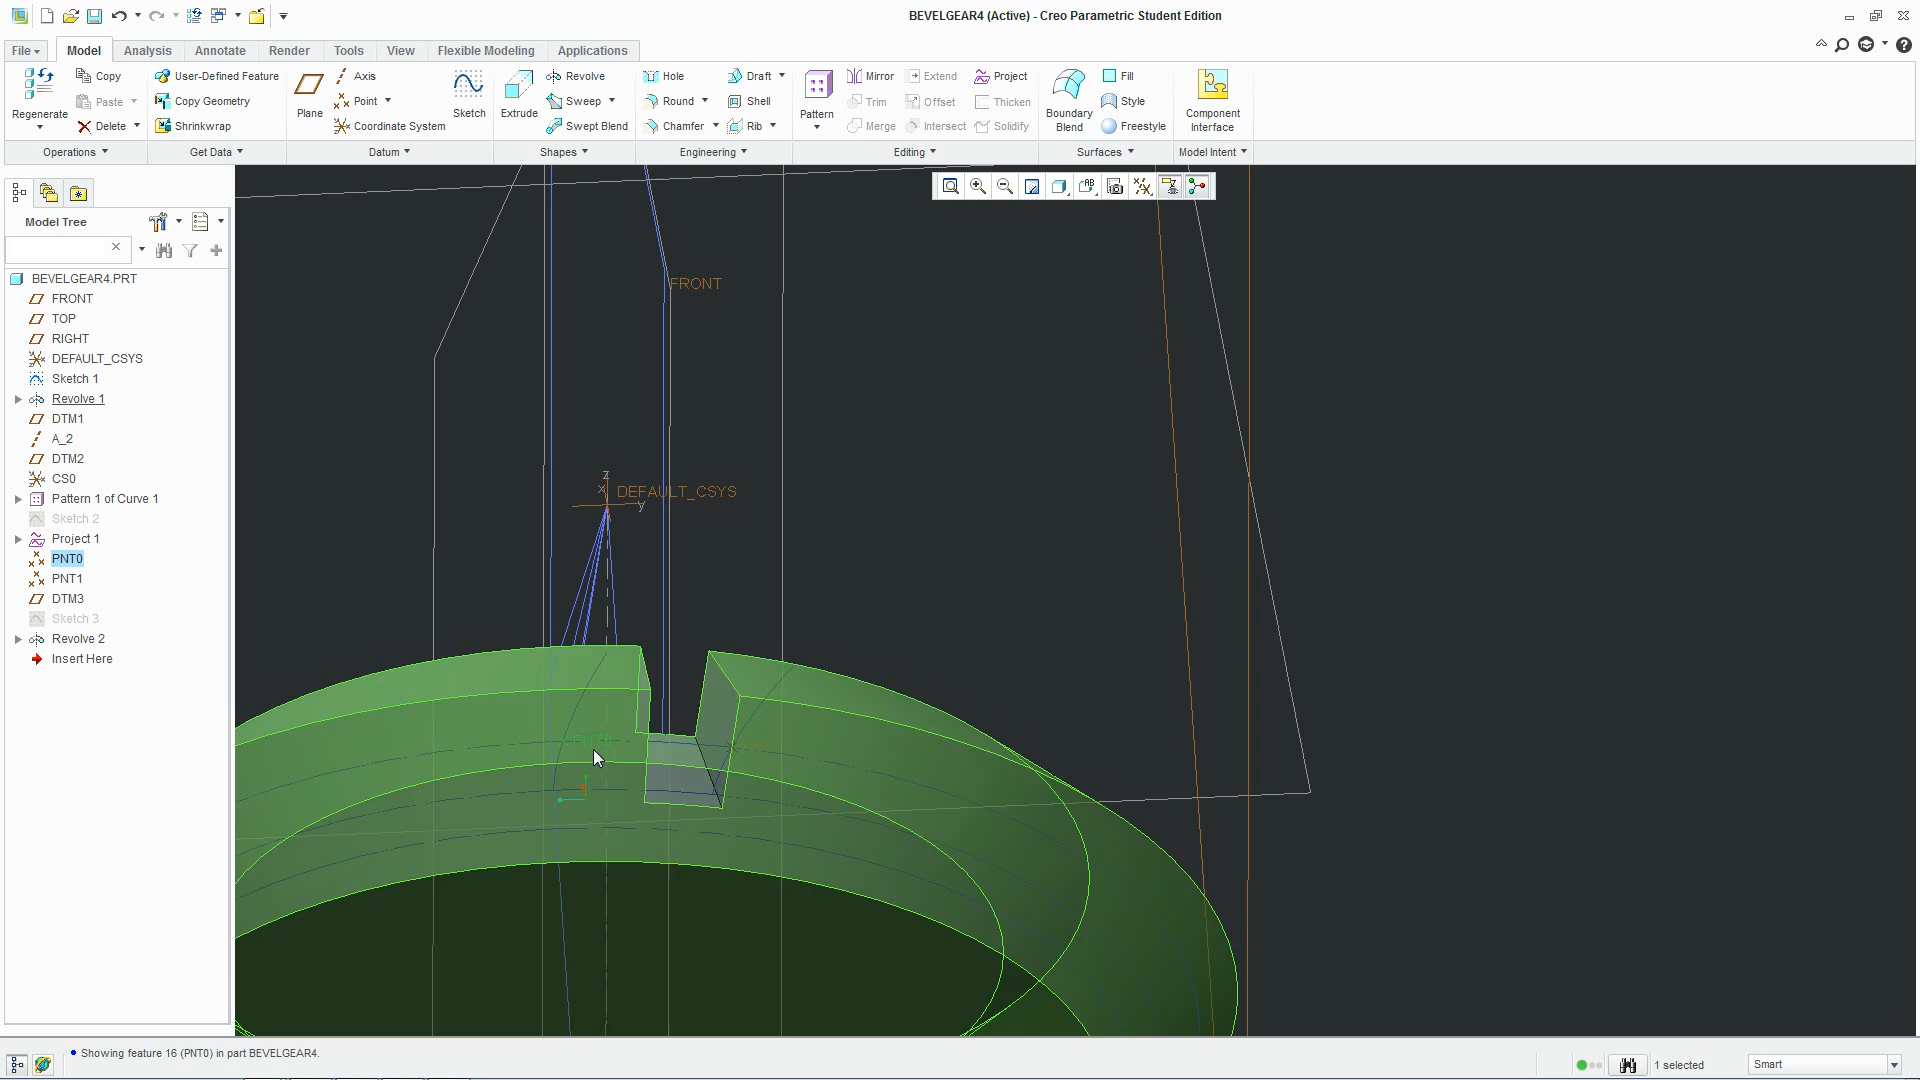 BEVELGEAR4 (Active) - Creo Parametric Student Edition
File Model Analysis Annotate Render Tools View Flexible Modeling Applications
Regenerate
Copy
Paste
Delete
Operations
User-Defined Feature
Copy Geometry
Shrinkwrap
Get Data
Plane
Axis
Point
Coordinate System
Sketch
Datum
Extrude
Revolve
Sweep
Swept Blend
Shapes
Hole
Round
Chamfer
Draft
Shell
Rib
Engineering
Pattern
Mirror
Trim
Merge
Extend
Offset
Intersect
Project
Thicken
Solidify
Editing
Boundary
Blend
Fill
Style
Freestyle
Surfaces
Component
Interface
Model Intent
Model Tree
BEVELGEAR4.PRT
FRONT
TOP
RIGHT
DEFAULT_CSYS
Sketch 1
Revolve 1
DTM1
A_2
DTM2
CS0
Pattern 1 of Curve 1
Sketch 2
Project 1
PNT0
PNT1
DTM3
Sketch 3
Revolve 2
Insert Here
FRONT
Z
X
DEFAULT_CSYS
y
Showing feature 16 (PNT0) in part BEVELGEAR4.
1 selected
Smart